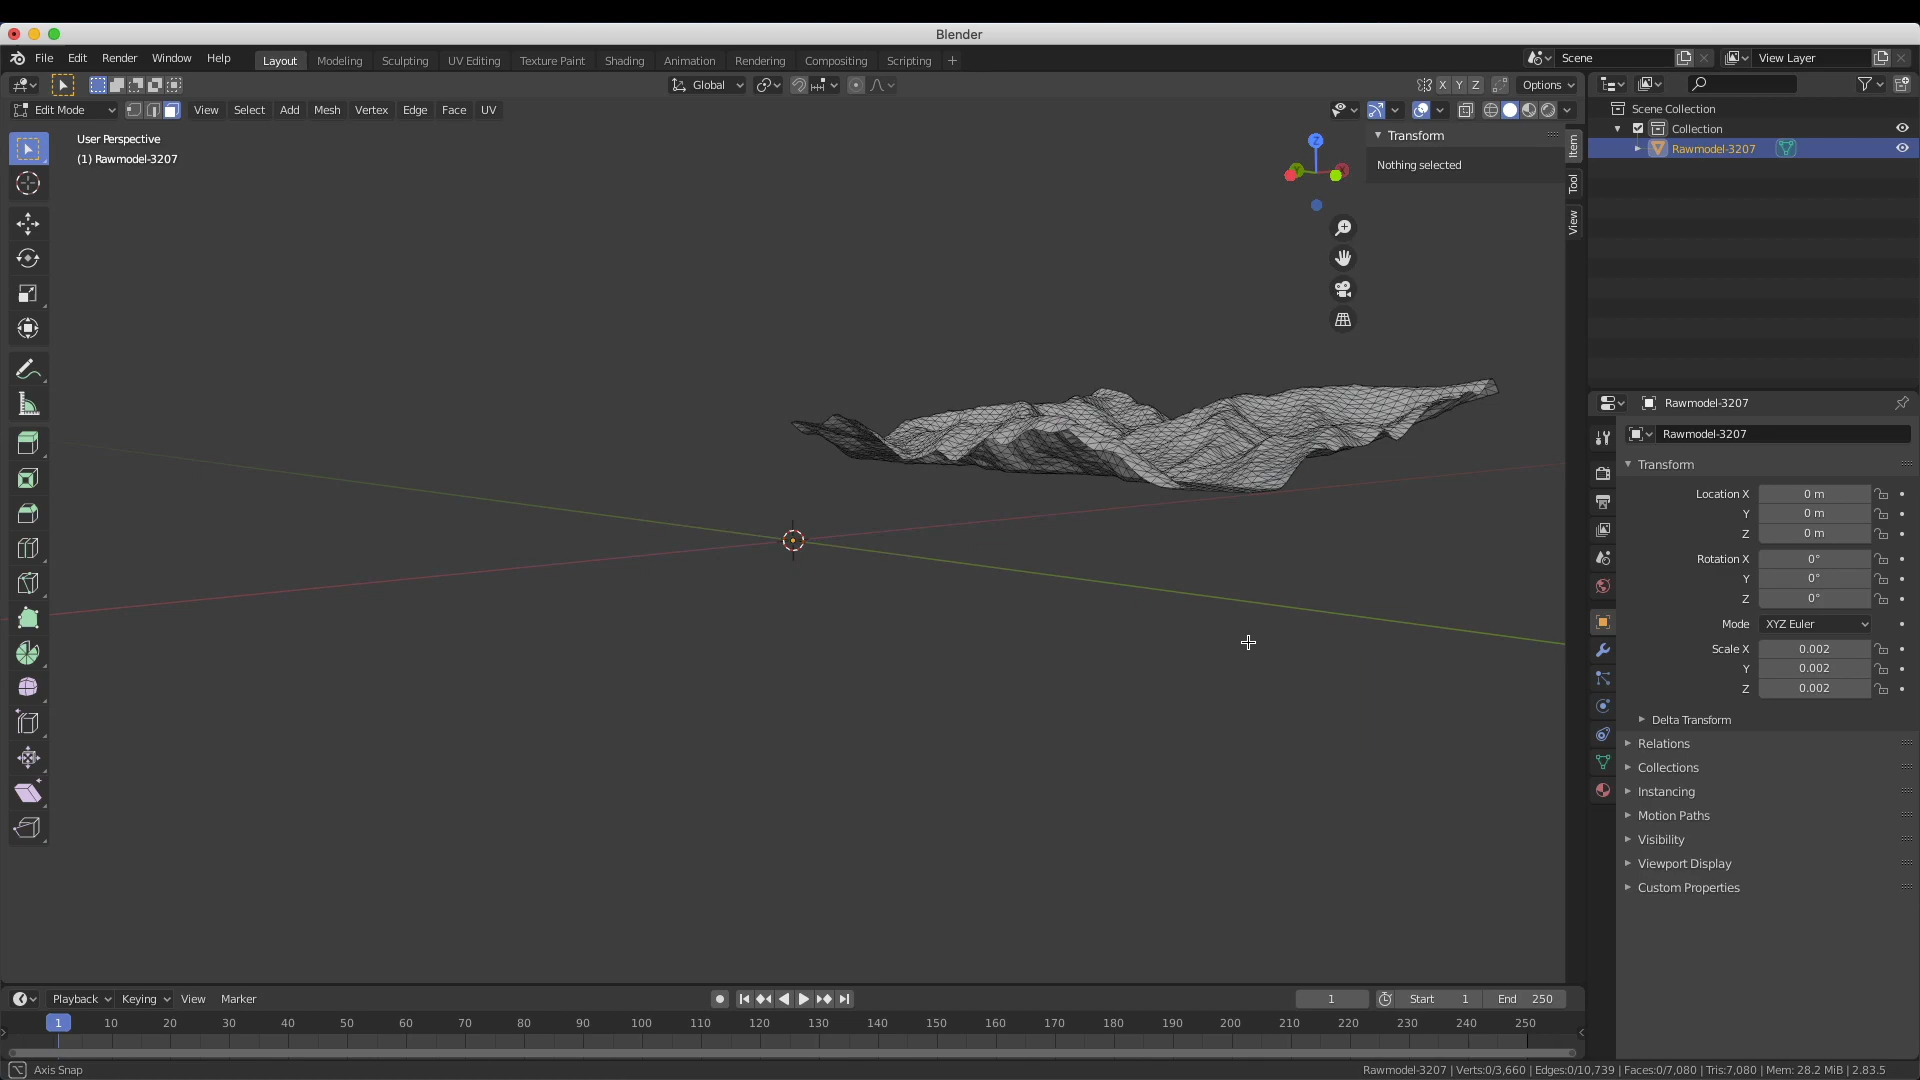 Blender
File Edit Render Window Help
Layout Modeling Sculpting UV Editing Texture Paint Shading Animation Rendering Compositing Scripting +
Scene
View Layer
Global
X Y Z
Options
Edit Mode
View Select Add Mesh Vertex Edge Face UV
User Perspective
(1) Rawmodel-3207
Z
Y
Transform
Nothing selected
Item
Tool
View
Scene Collection
Collection
Rawmodel-3207
Rawmodel-3207
Rawmodel-3207
Transform
Location X 0 m
Y 0 m
Z 0 m
Rotation X 0°
Y 0°
Z 0°
Mode XYZ Euler
Scale X 0.002
Y 0.002
Z 0.002
Delta Transform
Relations
Collections
Instancing
Motion Paths
Visibility
Viewport Display
Custom Properties
Playback Keying View Marker
1
Start 1
End 250
1 10 20 30 40 50 60 70 80 90 100 110 120 130 140 150 160 170 180 190 200 210 220 230 240 250
Axis Snap
Rawmodel-3207 | Verts:0/3,660 | Edges:0/10,739 | Faces:0/7,080 | Tris:7,080 | Mem: 28.2 MiB | 2.83.5